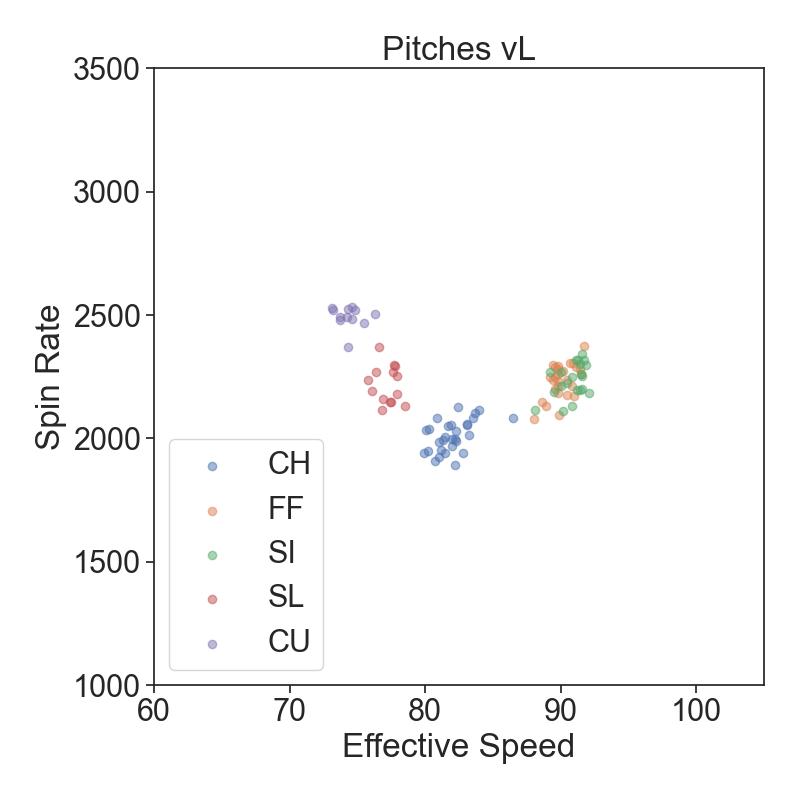 Pitches vL
3500
3000
2500
2000
1500
1000
Spin Rate
CH
FF
SI
SL
CU
60 70 80 90 100
Effective Speed